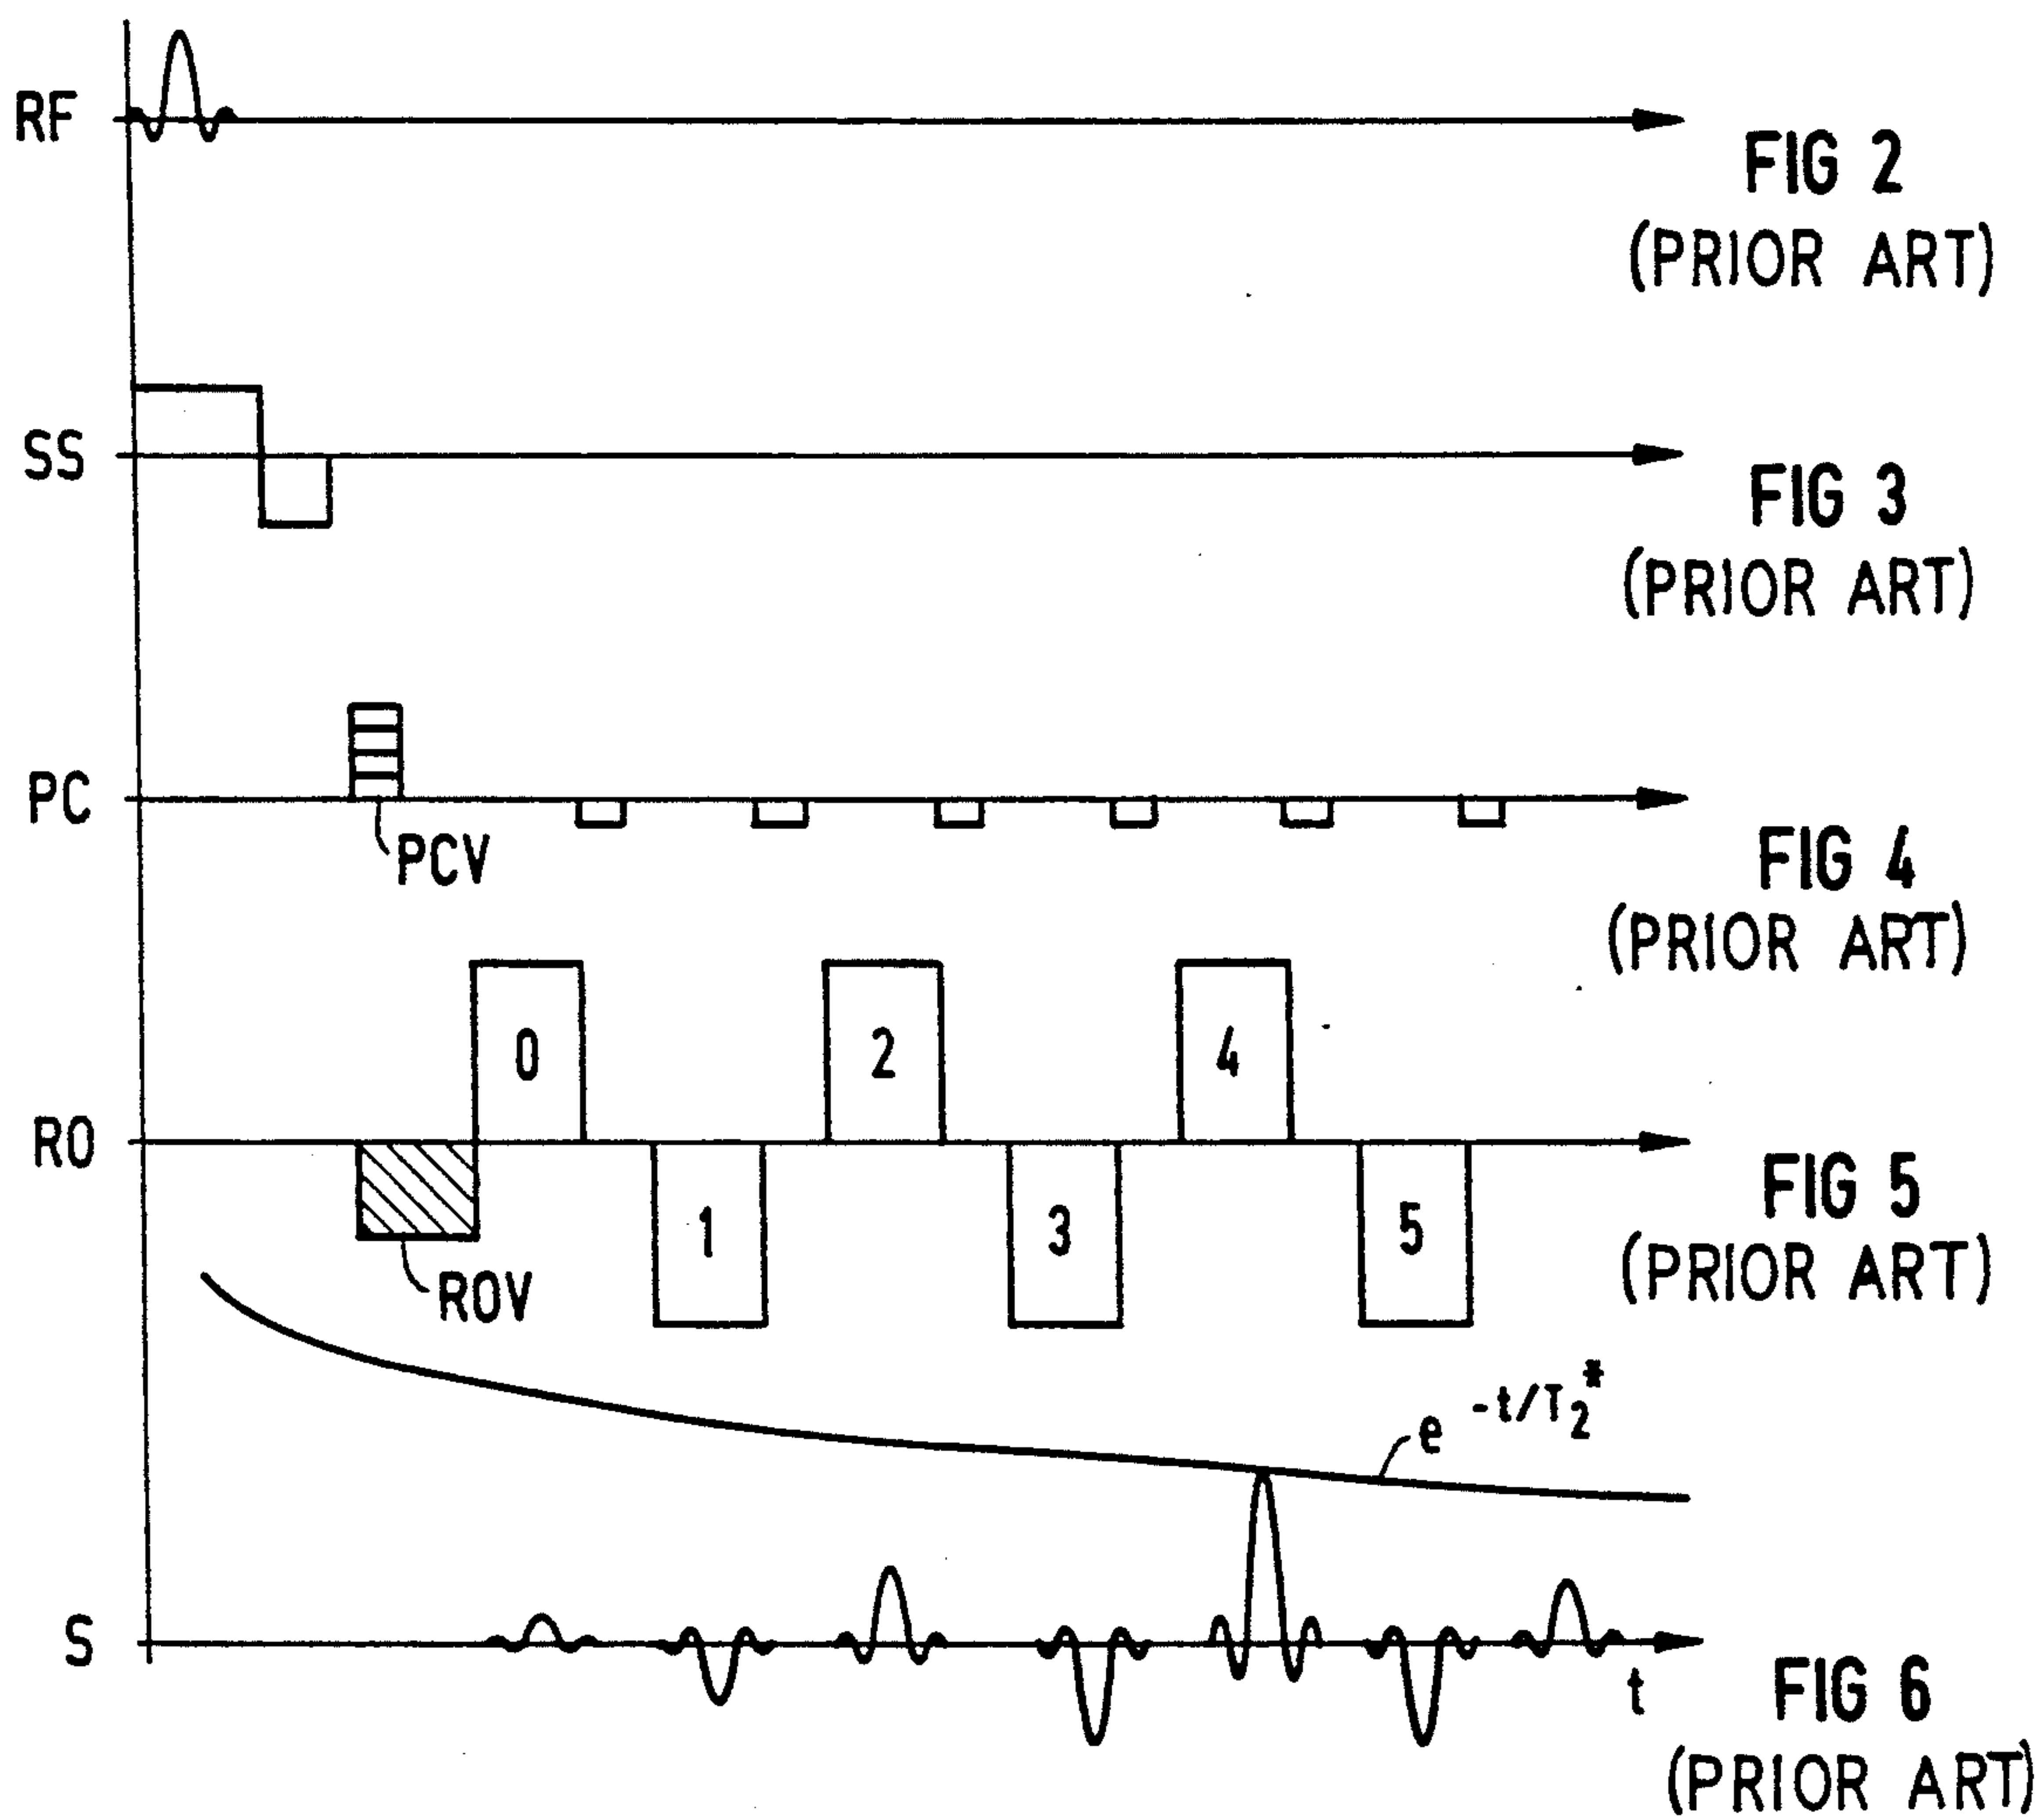 RF
FIG 2
(PRIOR ART)
SS
FIG 3
(PRIOR ART)
PC
PCV
FIG 4
(PRIOR ART)
0
2
4
RO
1
3
5
ROV
FIG 5
(PRIOR ART)
e -t/T2*
S
t
FIG 6
(PRIOR ART)